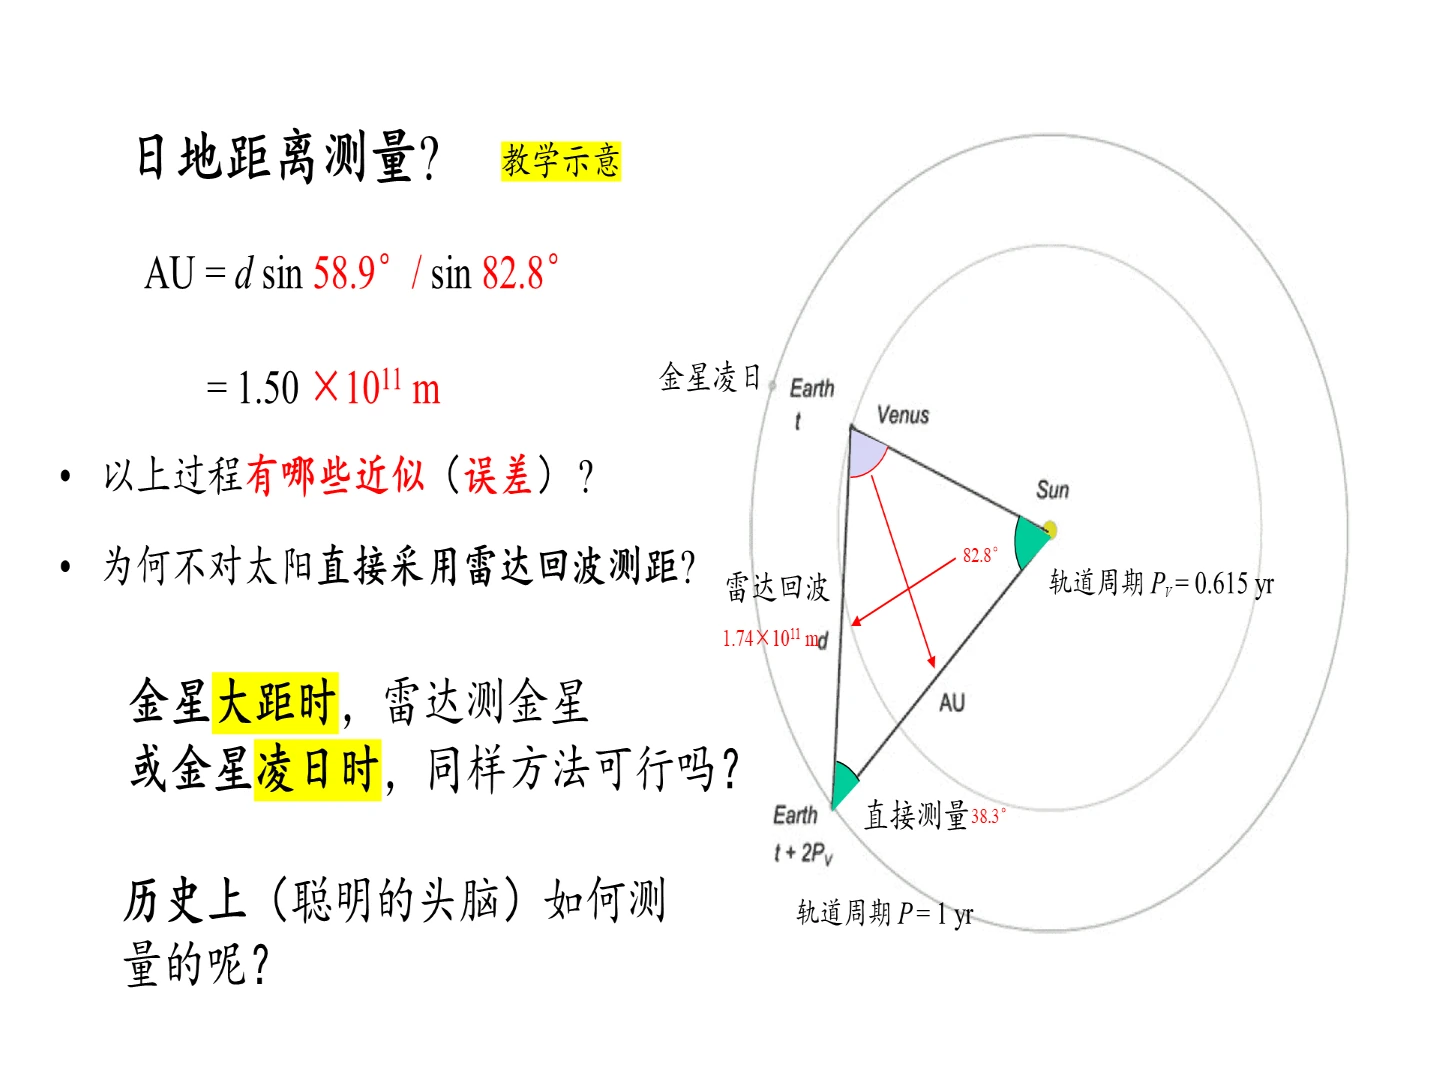 日地距离测量?
教学示意
AU = d sin 58.9° / sin 82.8°
= 1.50 ×10¹¹ m
• 以上过程有哪些近似（误差）?
• 为何不对太阳直接采用雷达回波测距?
金星大距时，雷达测金星
或金星凌日时，同样方法可行吗？
历史上（聪明的头脑）如何测
量的呢？
金星凌日
Earth
t
Venus
Sun
82.8°
轨道周期 Pᵥ = 0.615 yr
雷达回波
1.74×10¹¹ m
d
AU
Earth
t + 2Pᵥ
直接测量38.3°
轨道周期 P = 1 yr